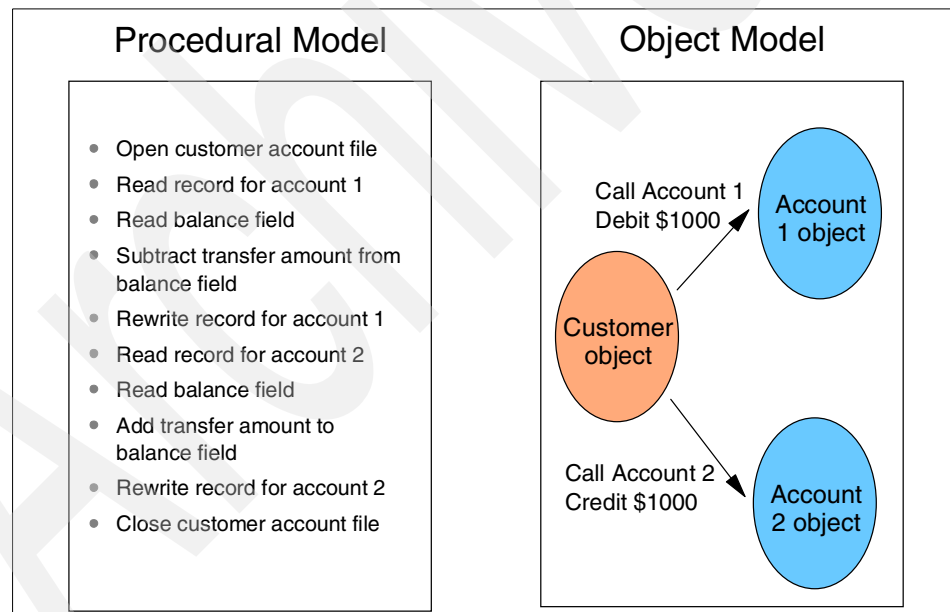 Procedural Model
Open customer account file
Read record for account 1
Read balance field
Subtract transfer amount from
balance field
Rewrite record for account 1
Read record for account 2
Read balance field
Add transfer amount to
balance field
Rewrite record for account 2
Close customer account file
Object Model
Call Account 1
Debit $1000
Account
1 object
Customer
object
Call Account 2
Credit $1000
Account
2 object
Archiv